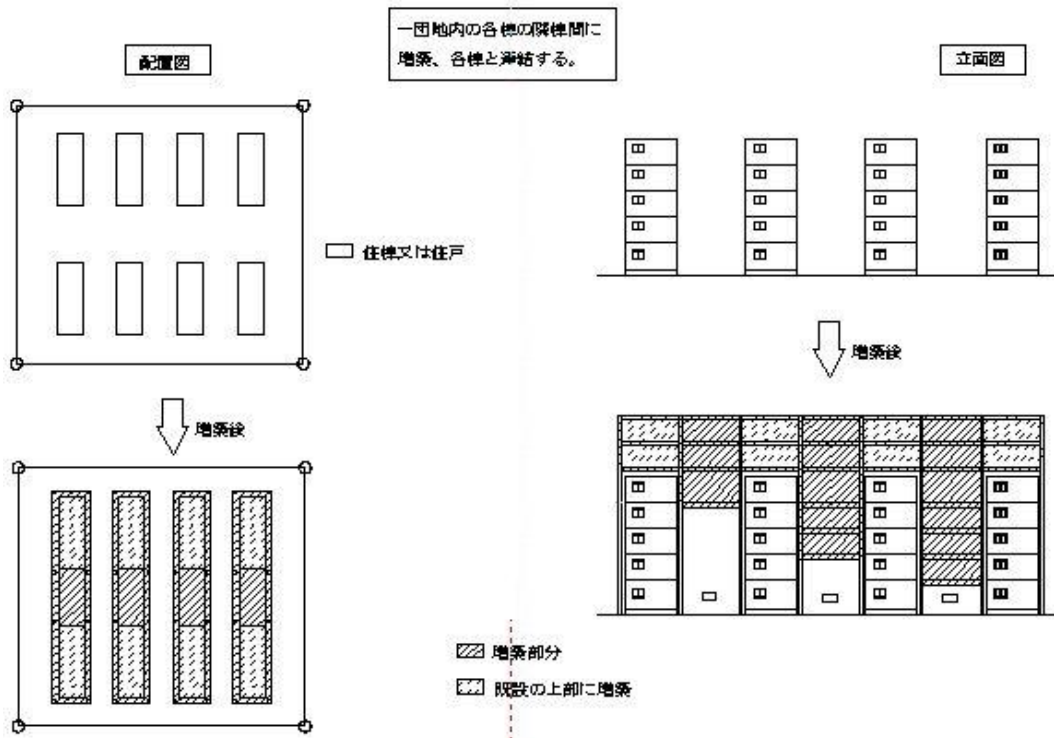 配置図
一団地内の各棟の隣棟間に
増築、各棟と連結する。
立面図
住棟又は住戸
増築後
増築後
増築部分
既設の上部に増築